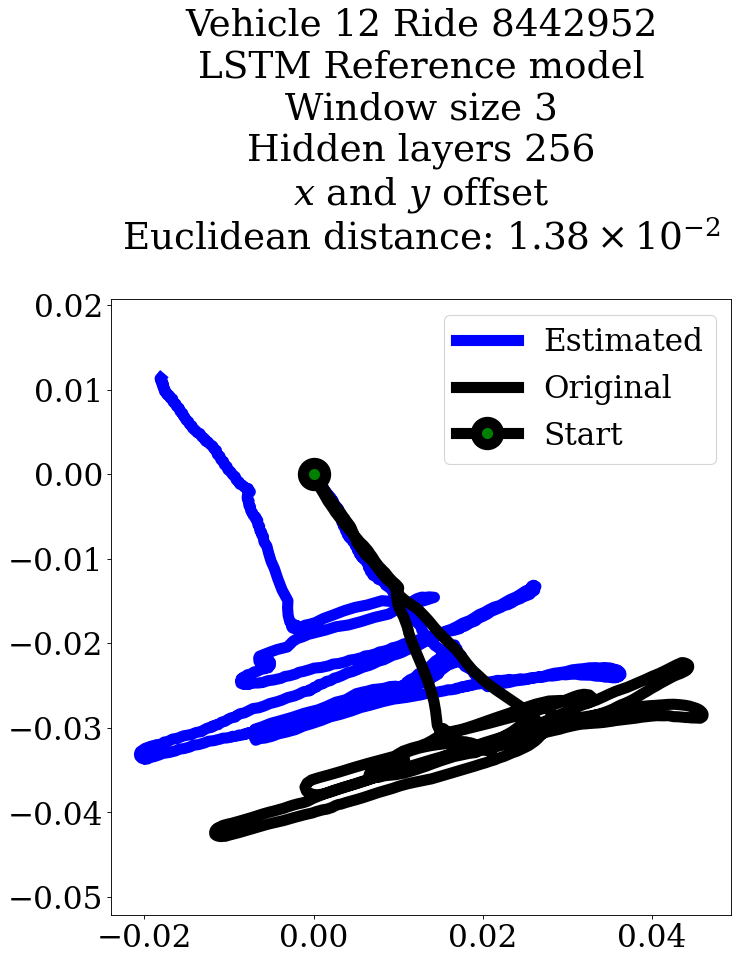 Vehicle 12 Ride 8442952
LSTM Reference model
Window size 3
Hidden layers 256
x and y offset
Euclidean distance: 1.38 × 10⁻²
0.02
0.01
0.00
−0.01
−0.02
−0.03
−0.04
−0.05
Estimated
Original
Start
−0.02 0.00 0.02 0.04